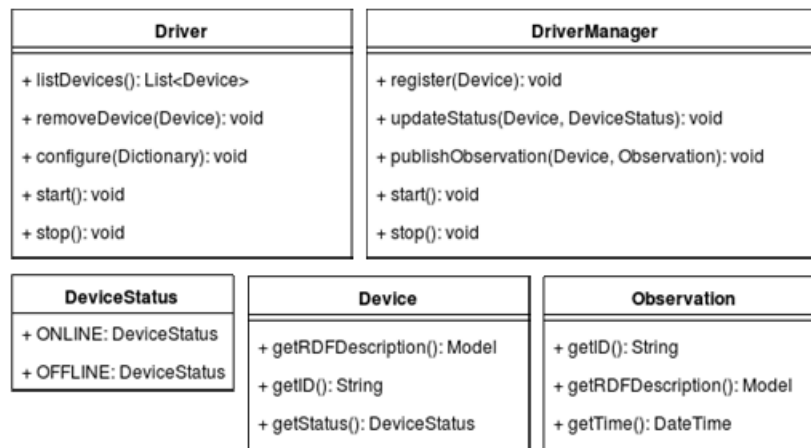 Driver
+ listDevices(): List<Device>
+ removeDevice(Device): void
+ configure(Dictionary): void
+ start(): void
+ stop(): void
DriverManager
+ register(Device): void
+ updateStatus(Device, DeviceStatus): void
+ publishObservation(Device, Observation): void
+ start(): void
+ stop(): void
DeviceStatus
+ ONLINE: DeviceStatus
+ OFFLINE: DeviceStatus
Device
+ getRDFDescription(): Model
+ getID(): String
+ getStatus(): DeviceStatus
Observation
+ getID(): String
+ getRDFDescription(): Model
+ getTime(): DateTime